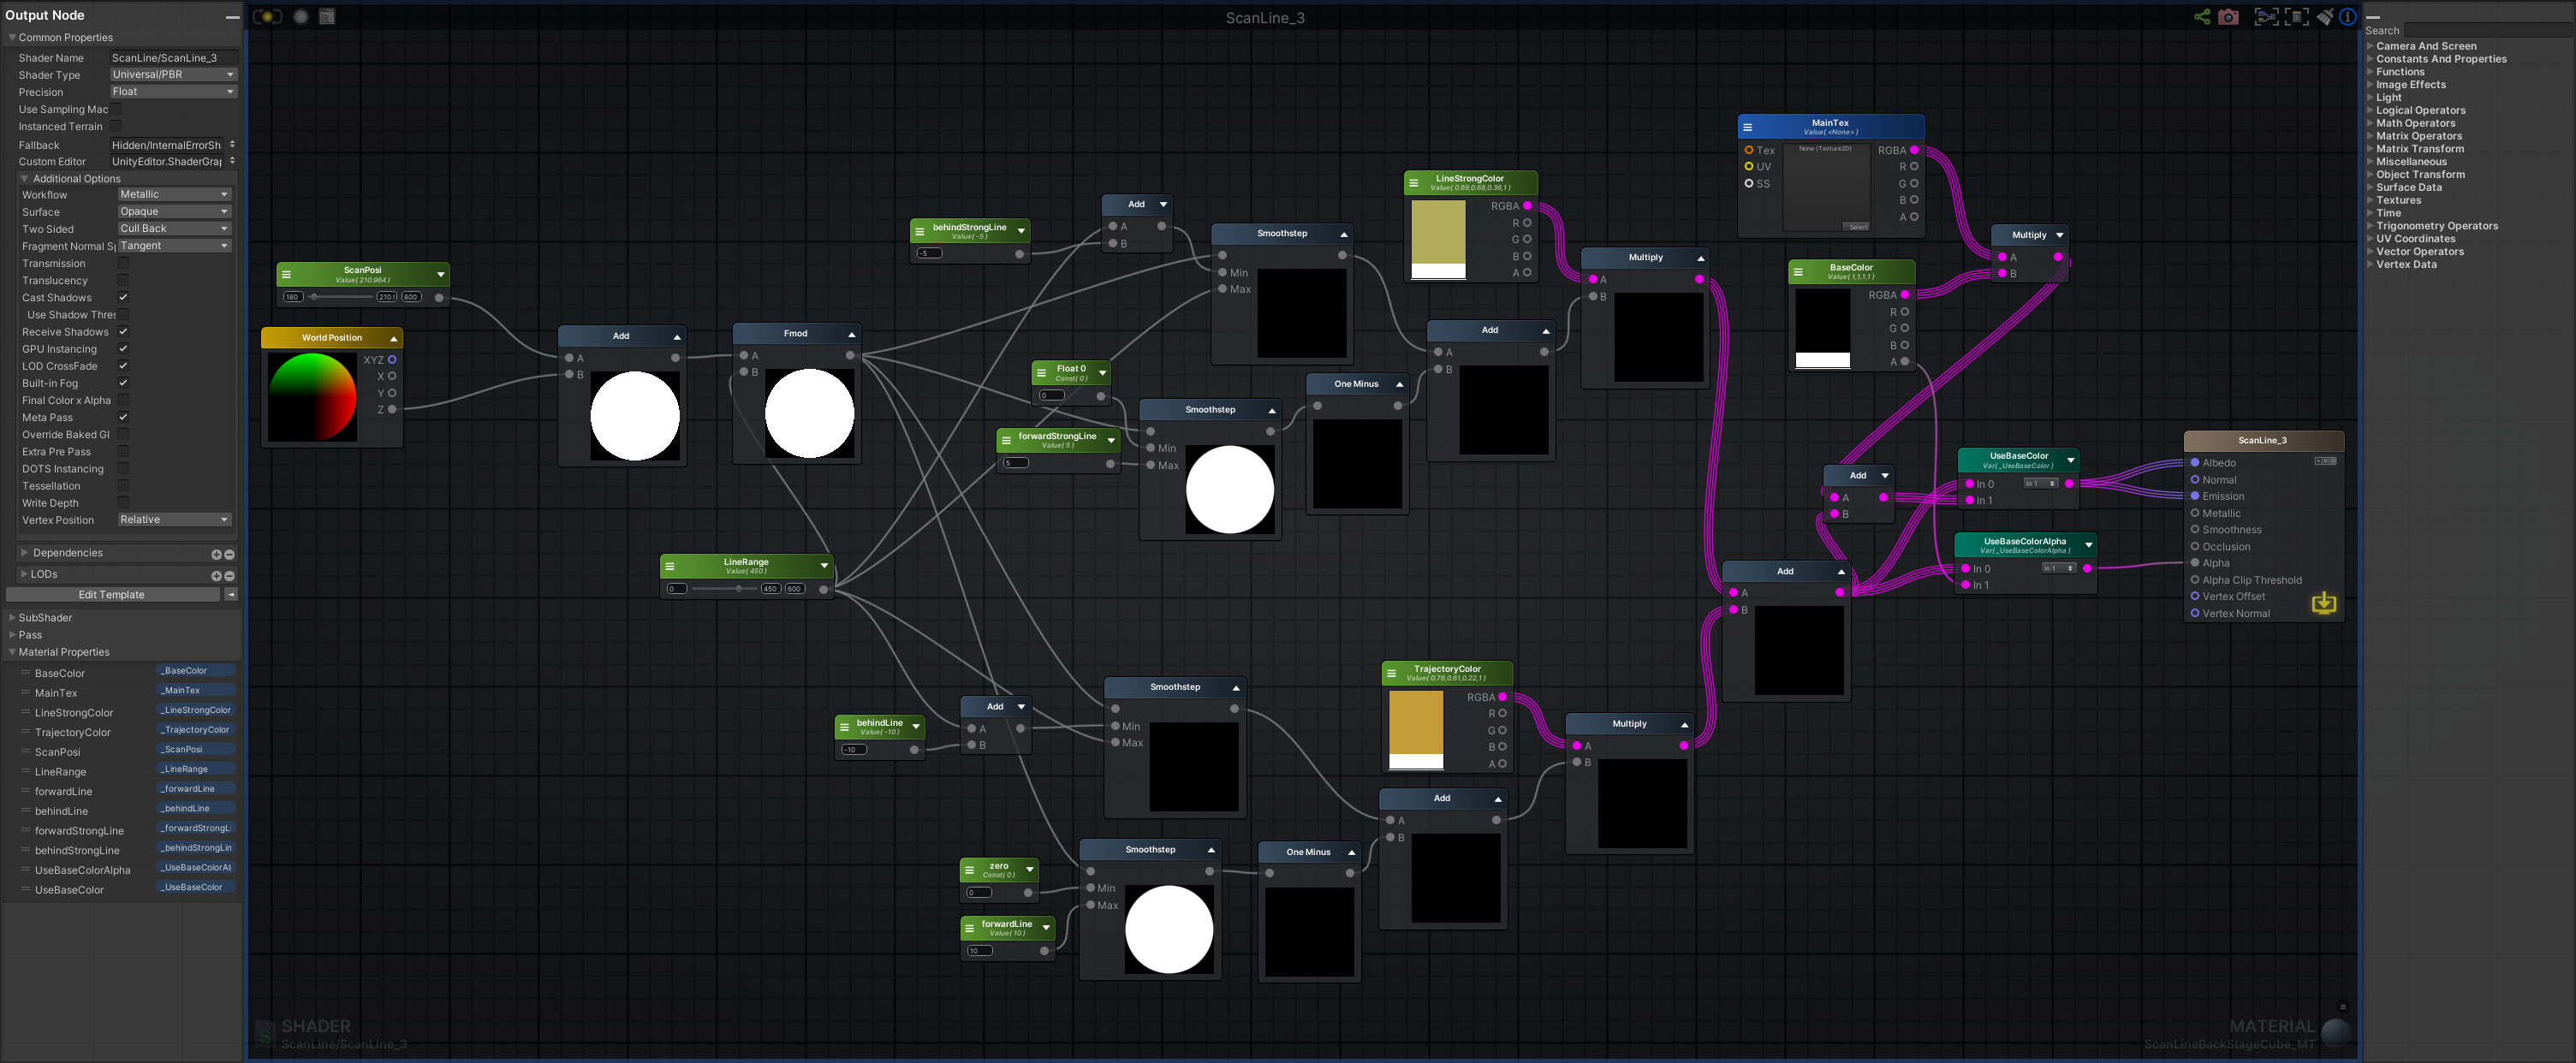 Output Node
Common Properties
Shader Name ScanLine/ScanLine_3
Shader Type Universal/PBR
Precision Float
Use Sampling Mac
Instanced Terrain
Fallback Hidden/InternalErrorSh
Custom Editor UnityEditor.ShaderGrap
Additional Options
Workflow Metallic
Surface Opaque
Two Sided Cull Back
Fragment Normal Sp Tangent
Transmission
Translucency
Cast Shadows
Use Shadow Thres
Receive Shadows
GPU Instancing
LOD CrossFade
Built-in Fog
Final Color x Alpha
Meta Pass
Override Baked GI
Extra Pre Pass
DOTS Instancing
Tessellation
Write Depth
Vertex Position Relative
Dependencies
LODs
Edit Template
SubShader
Pass
Material Properties
BaseColor _BaseColor
MainTex _MainTex
LineStrongColor _LineStrongColor
TrajectoryColor _TrajectoryColor
ScanPosi _ScanPosi
LineRange _LineRange
forwardLine _forwardLine
behindLine _behindLine
forwardStrongLine _forwardStrongLi
behindStrongLine _behindStrongLin
UseBaseColorAlpha _UseBaseColorAl
UseBaseColor _UseBaseColor
ScanLine_3
ScanPosi
Value( 210.964 )
180 210. 800
World Position
XYZ
X
Y
Z
Add
A
B
Fmod
A
B
LineRange
Value( 450 )
0 450 600
behindStrongLine
Value( -5 )
-5
Add
A
B
Smoothstep
Min
Max
Float 0
Const( 0 )
0
forwardStrongLine
Value( 5 )
5
Smoothstep
Min
Max
One Minus
Add
A
B
LineStrongColor
Value( 0.69,0.68,0.36,1 )
RGBA
R
G
B
A
Multiply
A
B
MainTex
Value( <None> )
Tex
UV
SS
None (Texture2D)
Select
RGBA
R
G
B
A
BaseColor
Value( 1,1,1,1 )
RGBA
R
G
B
A
Multiply
A
B
Add
A
B
UseBaseColor
Var( _UseBaseColor )
In 0
In 1
In 1
UseBaseColorAlpha
Var( _UseBaseColorAlpha )
In 0
In 1
In 1
ScanLine_3
Albedo
Normal
Emission
Metallic
Smoothness
Occlusion
Alpha
Alpha Clip Threshold
Vertex Offset
Vertex Normal
Add
A
B
behindLine
Value( -10 )
-10
Add
A
B
Smoothstep
Min
Max
zero
Const( 0 )
0
forwardLine
Value( 10 )
10
Smoothstep
Min
Max
One Minus
Add
A
B
TrajectoryColor
Value( 0.76,0.61,0.22,1 )
RGBA
R
G
B
A
Multiply
A
B
SHADER
ScanLine/ScanLine_3
MATERIAL
ScanLineBackStageCube_MT
Search
Camera And Screen
Constants And Properties
Functions
Image Effects
Light
Logical Operators
Math Operators
Matrix Operators
Matrix Transform
Miscellaneous
Object Transform
Surface Data
Textures
Time
Trigonometry Operators
UV Coordinates
Vector Operators
Vertex Data